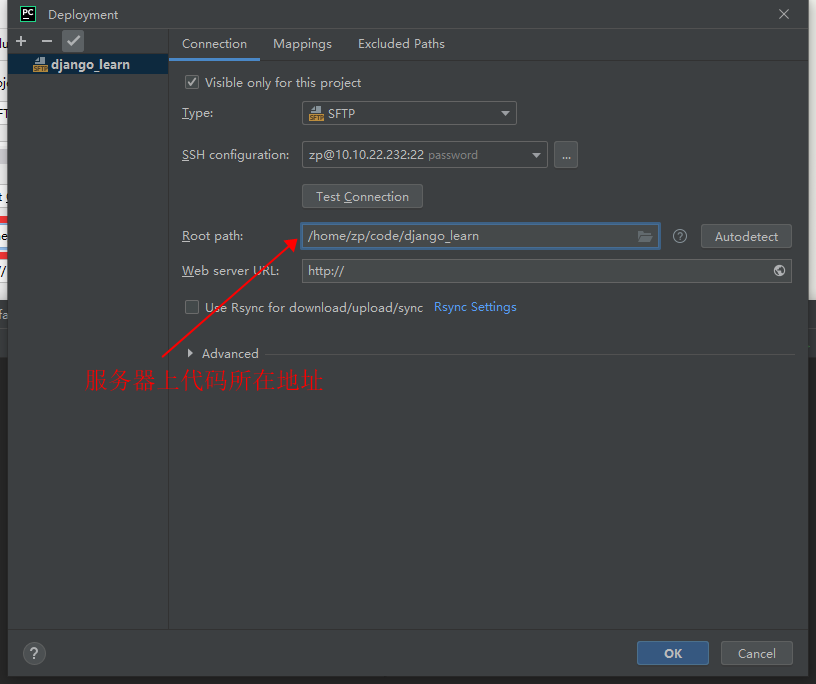 PC Deployment
django_learn
Connection Mappings Excluded Paths
Visible only for this project
Type: SFTP
SSH configuration: zp@10.10.22.232:22 password ...
Test Connection
Root path: /home/zp/code/django_learn ? Autodetect
Web server URL: http://
Use Rsync for download/upload/sync Rsync Settings
Advanced
服务器上代码所在地址
? OK Cancel